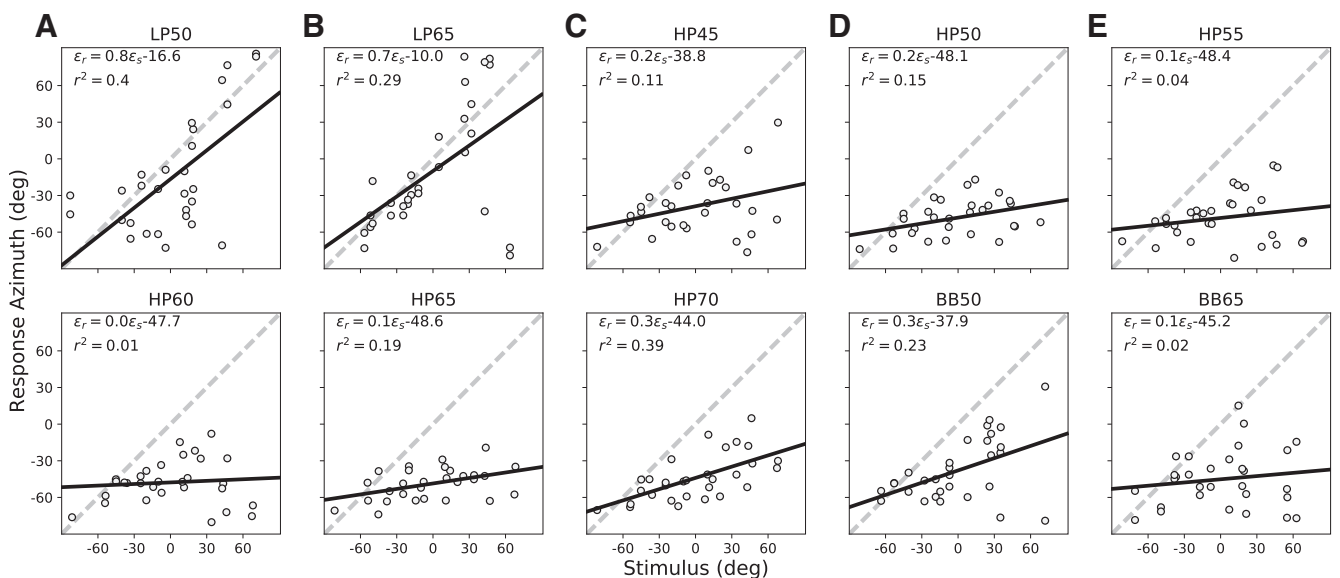 A B C D E
LP50 LP65 HP45 HP50 HP55
εr = 0.8εs-16.6 εr = 0.7εs-10.0 εr = 0.2εs-38.8 εr = 0.2εs-48.1 εr = 0.1εs-48.4
r² = 0.4 r² = 0.29 r² = 0.11 r² = 0.15 r² = 0.04
60
30
0
-30
-60
HP60 HP65 HP70 BB50 BB65
εr = 0.0εs-47.7 εr = 0.1εs-48.6 εr = 0.3εs-44.0 εr = 0.3εs-37.9 εr = 0.1εs-45.2
r² = 0.01 r² = 0.19 r² = 0.39 r² = 0.23 r² = 0.02
60
30
0
-30
-60
-60 -30 0 30 60 -60 -30 0 30 60 -60 -30 0 30 60 -60 -30 0 30 60 -60 -30 0 30 60
Response Azimuth (deg)
Stimulus (deg)